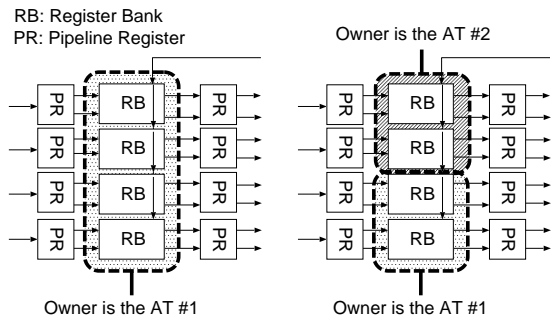 RB: Register Bank
PR: Pipeline Register
Owner is the AT #2
PR RB PR PR RB PR
PR RB PR PR RB PR
PR RB PR PR RB PR
PR RB PR PR RB PR
Owner is the AT #1 Owner is the AT #1